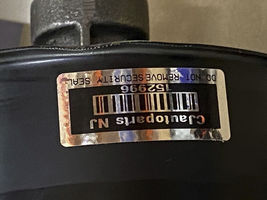 CJautoparts NJ
152996
DO NOT REMOVE SECURITY SEAL